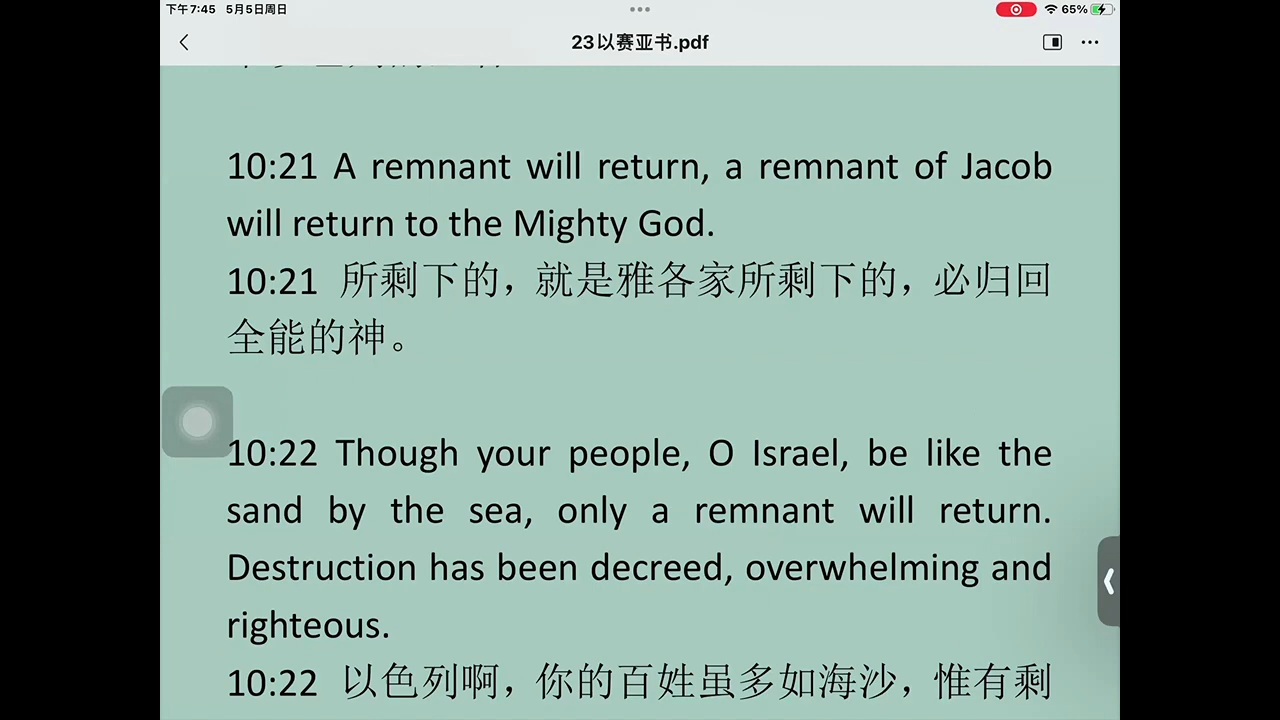 下午7:45 5月5日周日
65%
23以赛亚书.pdf
10:21 A remnant will return, a remnant of Jacob
will return to the Mighty God.
10:21 所剩下的，就是雅各家所剩下的，必归回
全能的神。
10:22 Though your people, O Israel, be like the
sand by the sea, only a remnant will return.
Destruction has been decreed, overwhelming and
righteous.
10:22 以色列啊，你的百姓虽多如海沙，惟有剩